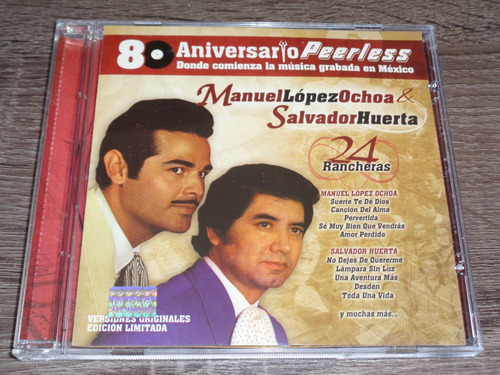 80 Aniversario Peerless
Donde comienza la música grabada en México
Manuel López Ochoa &
Salvador Huerta
24
Rancheras
MANUEL LÓPEZ OCHOA
Suerte Te Dé Dios
Canción Del Alma
Pervertida
Sé Muy Bien Que Vendrás
Amor Perdido
SALVADOR HUERTA
No Dejes De Quererme
Lámpara Sin Luz
Una Aventura Más
Desdén
Toda Una Vida
y muchas más...
VERSIONES ORIGINALES
EDICIÓN LIMITADA